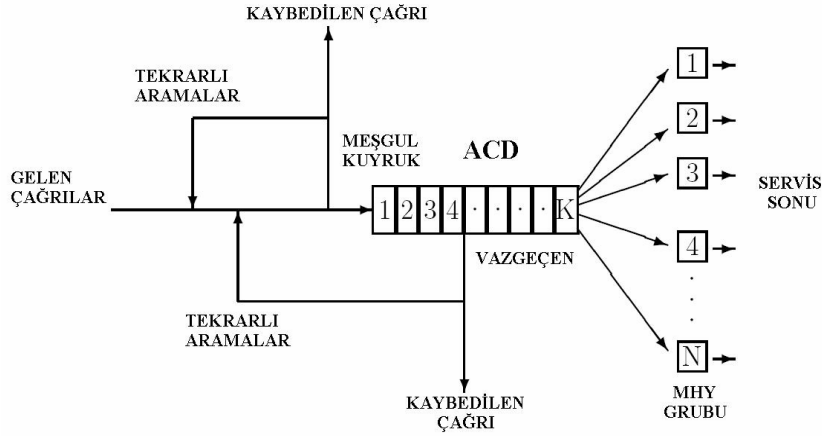 KAYBEDİLEN ÇAĞRI
TEKRARLI
ARAMALAR
MEŞGUL
KUYRUK
ACD
GELEN
ÇAĞRILAR
1 2 3 4 . . . . K
VAZGEÇEN
TEKRARLI
ARAMALAR
KAYBEDİLEN
ÇAĞRI
1
2
3
4
.
.
.
N
SERVİS
SONU
MHY
GRUBU